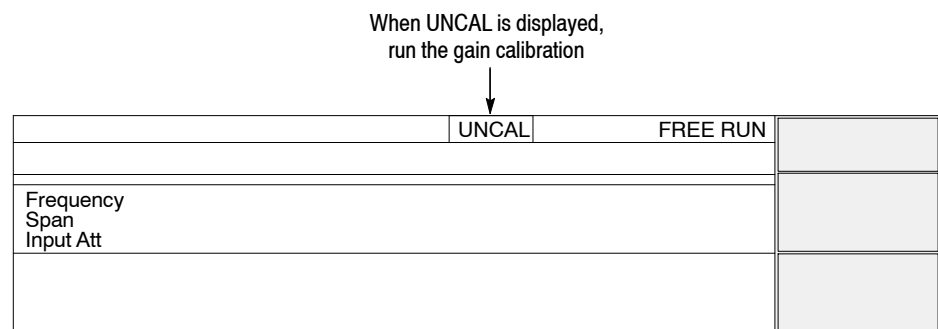 When UNCAL is displayed,
run the gain calibration
UNCAL
FREE RUN
Frequency
Span
Input Att